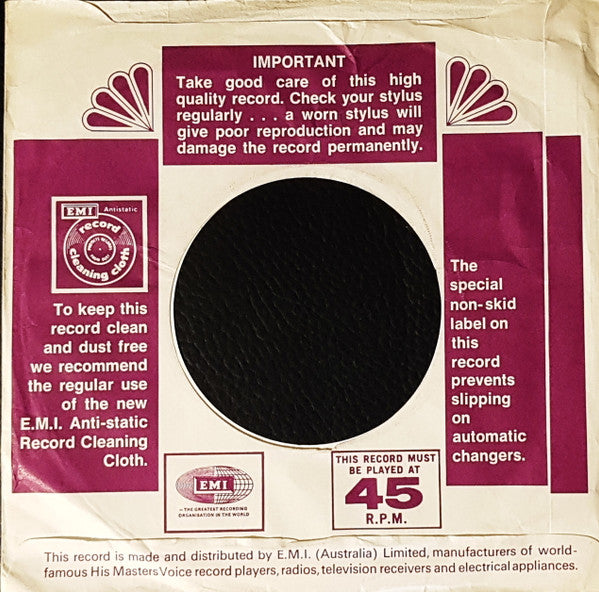 IMPORTANT
Take good care of this high
quality record. Check your stylus
regularly . . . a worn stylus will
give poor reproduction and may
damage the record permanently.
EMI Antistatic
record
cleaning cloth
To keep this
record clean
and dust free
we recommend
the regular use
of the new
E.M.I. Anti-static
Record Cleaning
Cloth.
The
special
non-skid
label on
this
record
prevents
slipping
on
automatic
changers.
EMI
—THE GREATEST RECORDING
ORGANISATION IN THE WORLD
THIS RECORD MUST
BE PLAYED AT
45
R.P.M.
This record is made and distributed by E.M.I. (Australia) Limited, manufacturers of world-
famous His Masters Voice record players, radios, television receivers and electrical appliances.